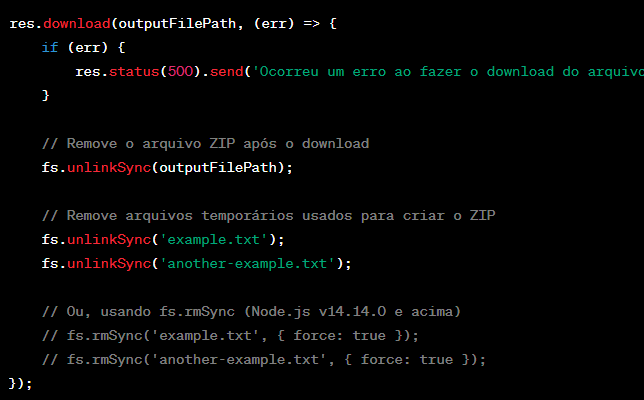 res.download(outputFilePath, (err) => {
if (err) {
res.status(500).send('Ocorreu um erro ao fazer o download do arquivo
}
// Remove o arquivo ZIP após o download
fs.unlinkSync(outputFilePath);
// Remove arquivos temporários usados para criar o ZIP
fs.unlinkSync('example.txt');
fs.unlinkSync('another-example.txt');
// Ou, usando fs.rmSync (Node.js v14.14.0 e acima)
// fs.rmSync('example.txt', { force: true });
// fs.rmSync('another-example.txt', { force: true });
});